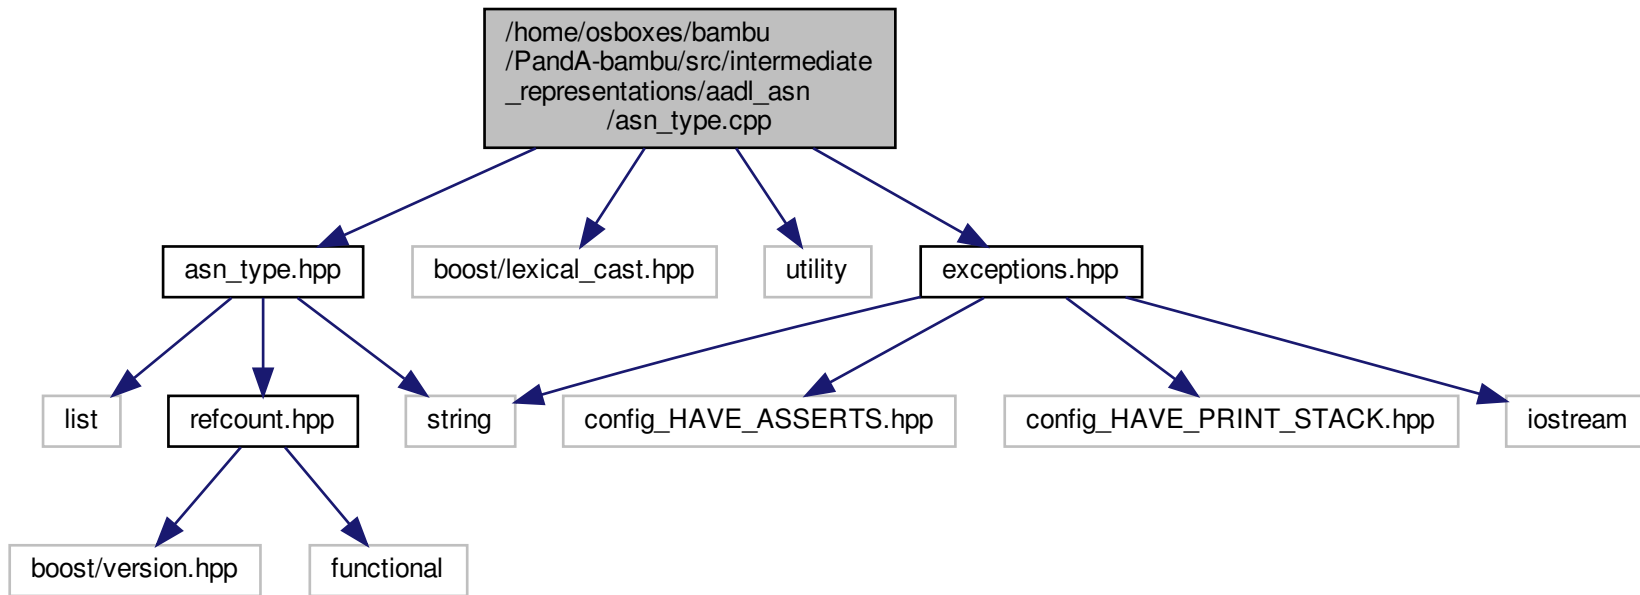 /home/osboxes/bambu
/PandA-bambu/src/intermediate
_representations/aadl_asn
/asn_type.cpp
asn_type.hpp
boost/lexical_cast.hpp
utility
exceptions.hpp
list
refcount.hpp
string
config_HAVE_ASSERTS.hpp
config_HAVE_PRINT_STACK.hpp
iostream
boost/version.hpp
functional